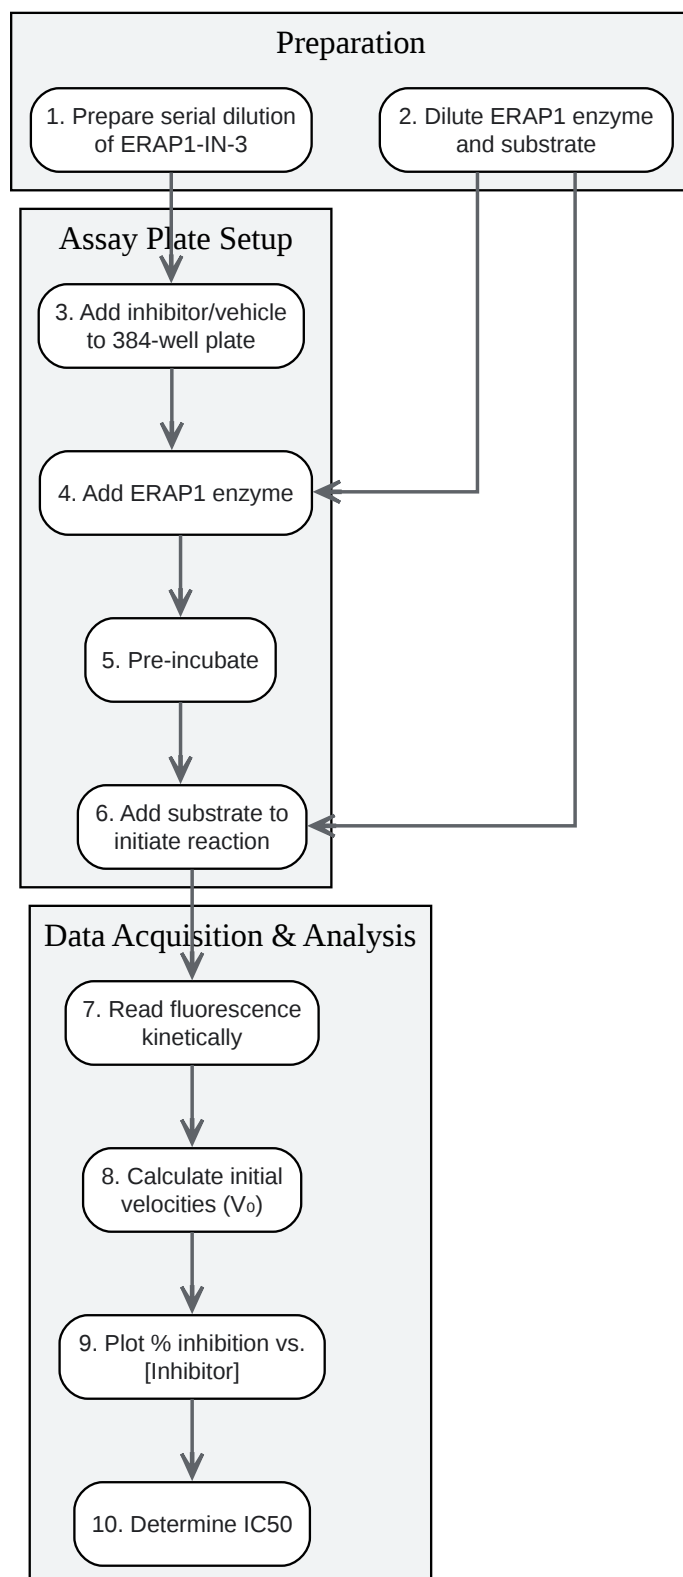 Preparation
1. Prepare serial dilution
of ERAP1-IN-3
2. Dilute ERAP1 enzyme
and substrate
Assay Plate Setup
3. Add inhibitor/vehicle
to 384-well plate
4. Add ERAP1 enzyme
5. Pre-incubate
6. Add substrate to
initiate reaction
Data Acquisition & Analysis
7. Read fluorescence
kinetically
8. Calculate initial
velocities (V₀)
9. Plot % inhibition vs.
[Inhibitor]
10. Determine IC50